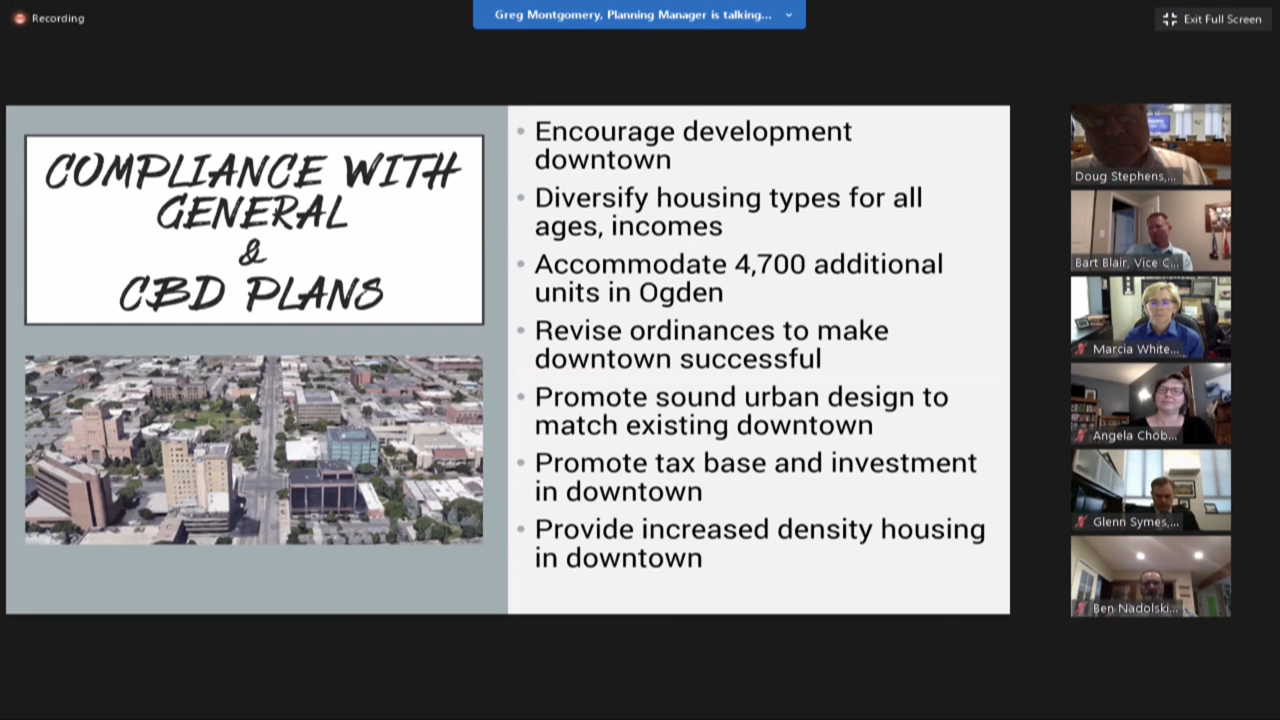 Recording
Greg Montgomery, Planning Manager is talking...
Exit Full Screen
COMPLIANCE WITH
GENERAL
&
CBD PLANS
• Encourage development
downtown
• Diversify housing types for all
ages, incomes
• Accommodate 4,700 additional
units in Ogden
• Revise ordinances to make
downtown successful
• Promote sound urban design to
match existing downtown
• Promote tax base and investment
in downtown
• Provide increased density housing
in downtown
Doug Stephens,...
Bart Blair, Vice C...
Marcia White...
Angela Chob...
Glenn Symes,...
Ben Nadolski...